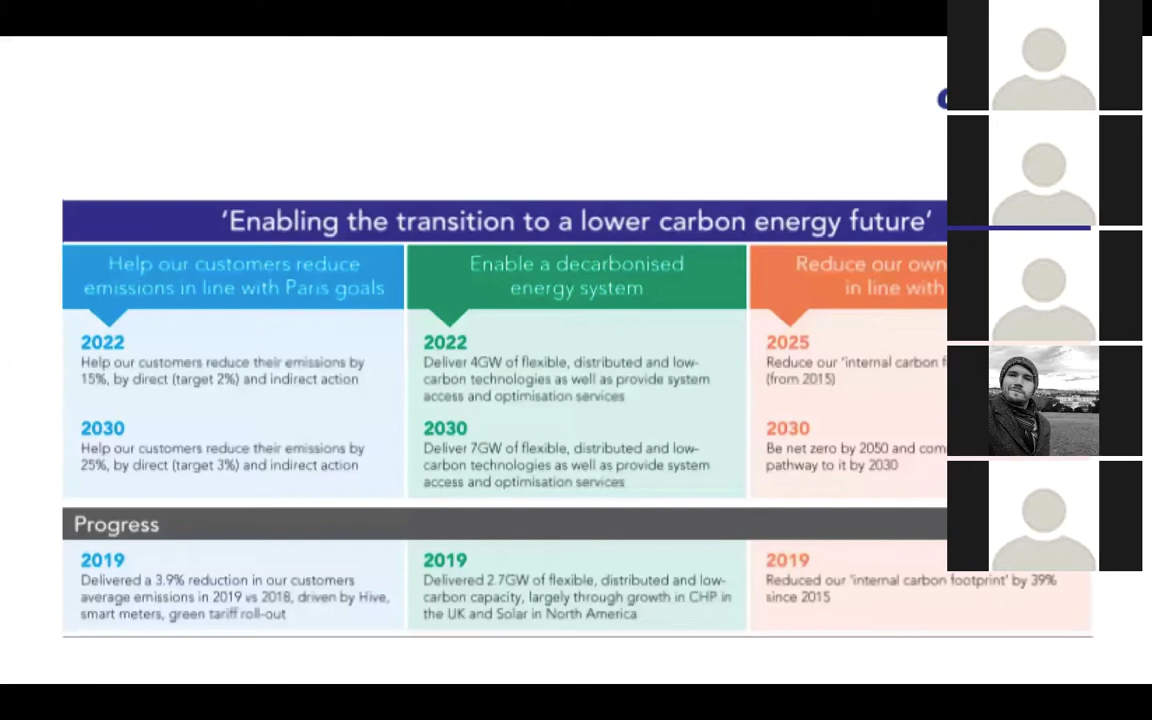 'Enabling the transition to a lower carbon energy future'
Help our customers reduce
emissions in line with Paris goals
2022
Help our customers reduce their emissions by
15%, by direct (target 2%) and indirect action
2030
Help our customers reduce their emissions by
25%, by direct (target 3%) and indirect action
Enable a decarbonised
energy system
2022
Deliver 4GW of flexible, distributed and low-
carbon technologies as well as provide system
access and optimisation services
2030
Deliver 7GW of flexible, distributed and low-
carbon technologies as well as provide system
access and optimisation services
Reduce our own
in line with
2025
Reduce our 'internal carbon
(from 2015)
2030
Be net zero by 2050 and
pathway to it by 2030
Progress
2019
Delivered a 3.9% reduction in our customers
average emissions in 2019 vs 2018, driven by Hive,
smart meters, green tariff roll-out
2019
Delivered 2.7GW of flexible, distributed and low-
carbon capacity, largely through growth in CHP in
the UK and Solar in North America
2019
Reduced our 'internal carbon footprint' by 39%
since 2015